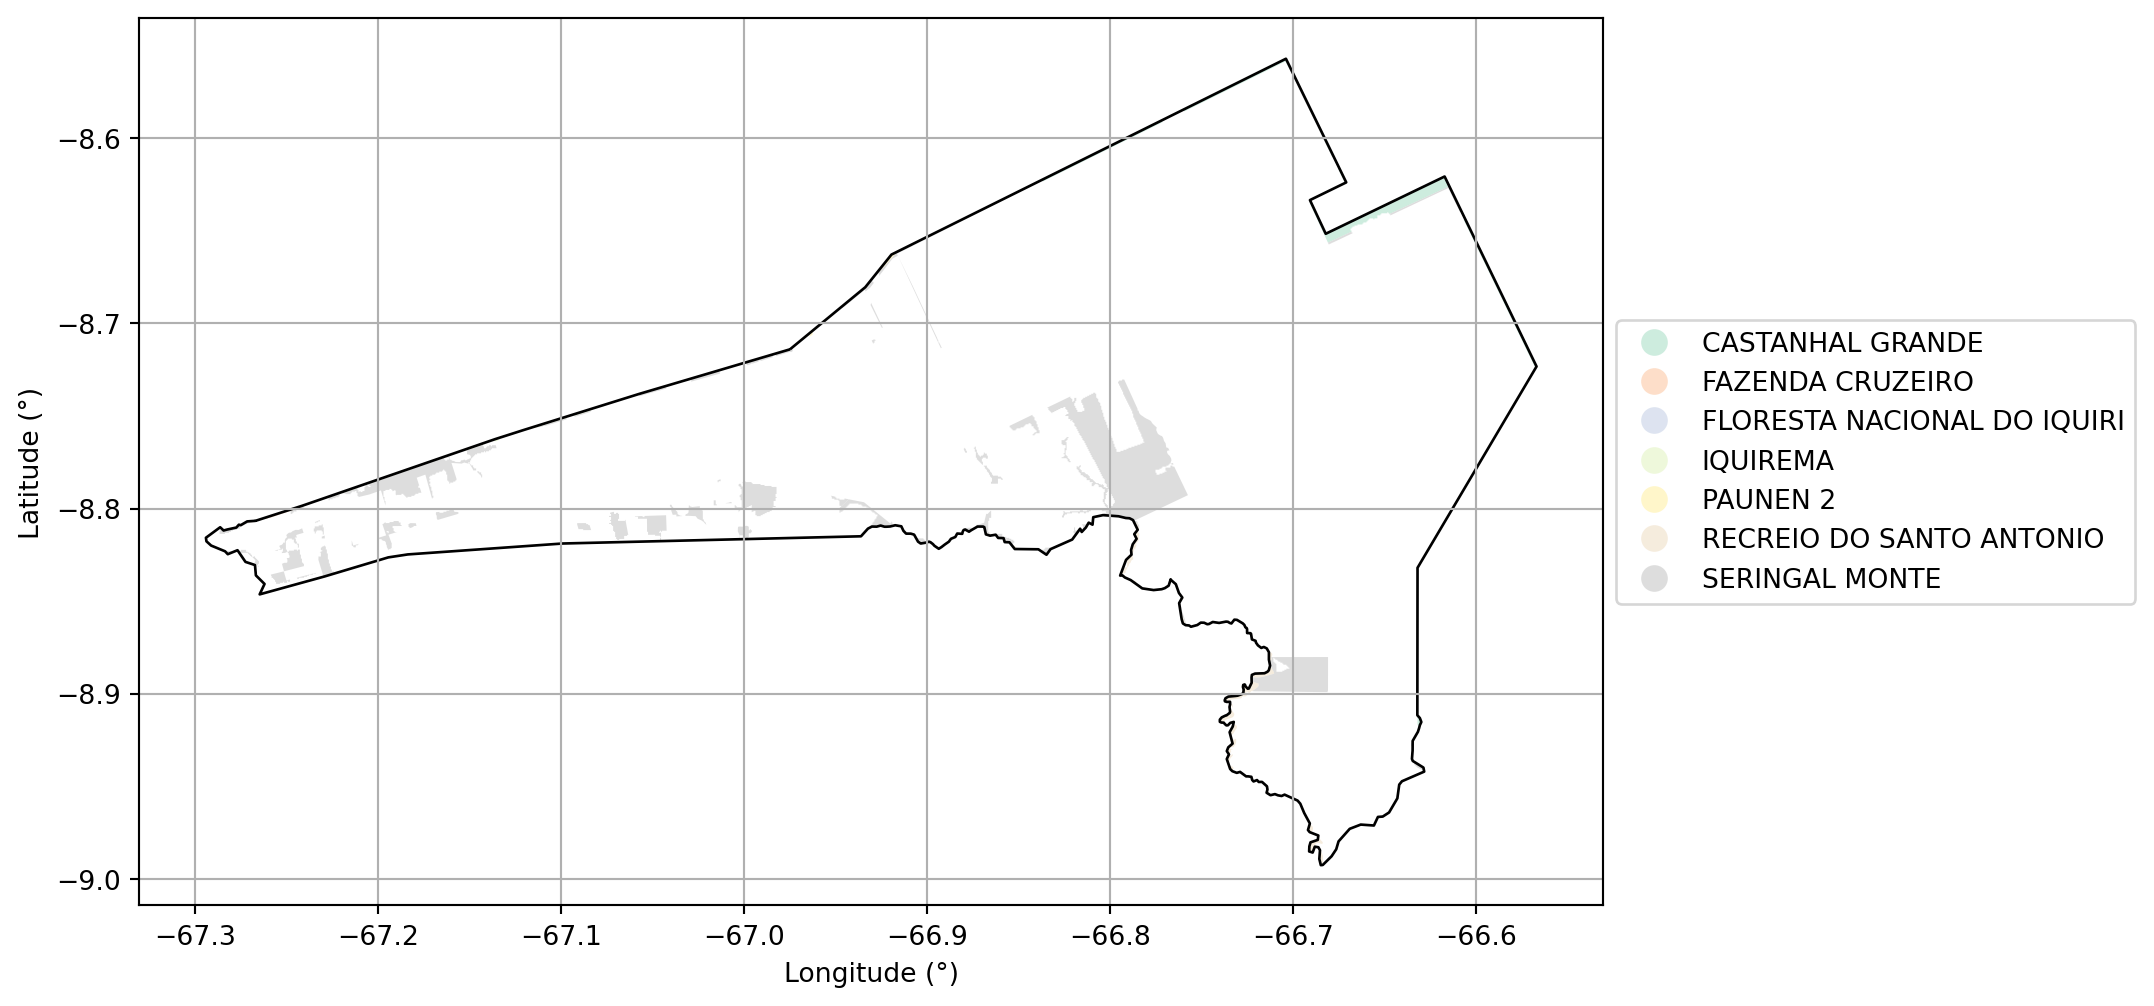 −8.6
−8.7
−8.8
−8.9
−9.0
Latitude (°)
−67.3 −67.2 −67.1 −67.0 −66.9 −66.8 −66.7 −66.6
Longitude (°)
CASTANHAL GRANDE
FAZENDA CRUZEIRO
FLORESTA NACIONAL DO IQUIRI
IQUIREMA
PAUNEN 2
RECREIO DO SANTO ANTONIO
SERINGAL MONTE